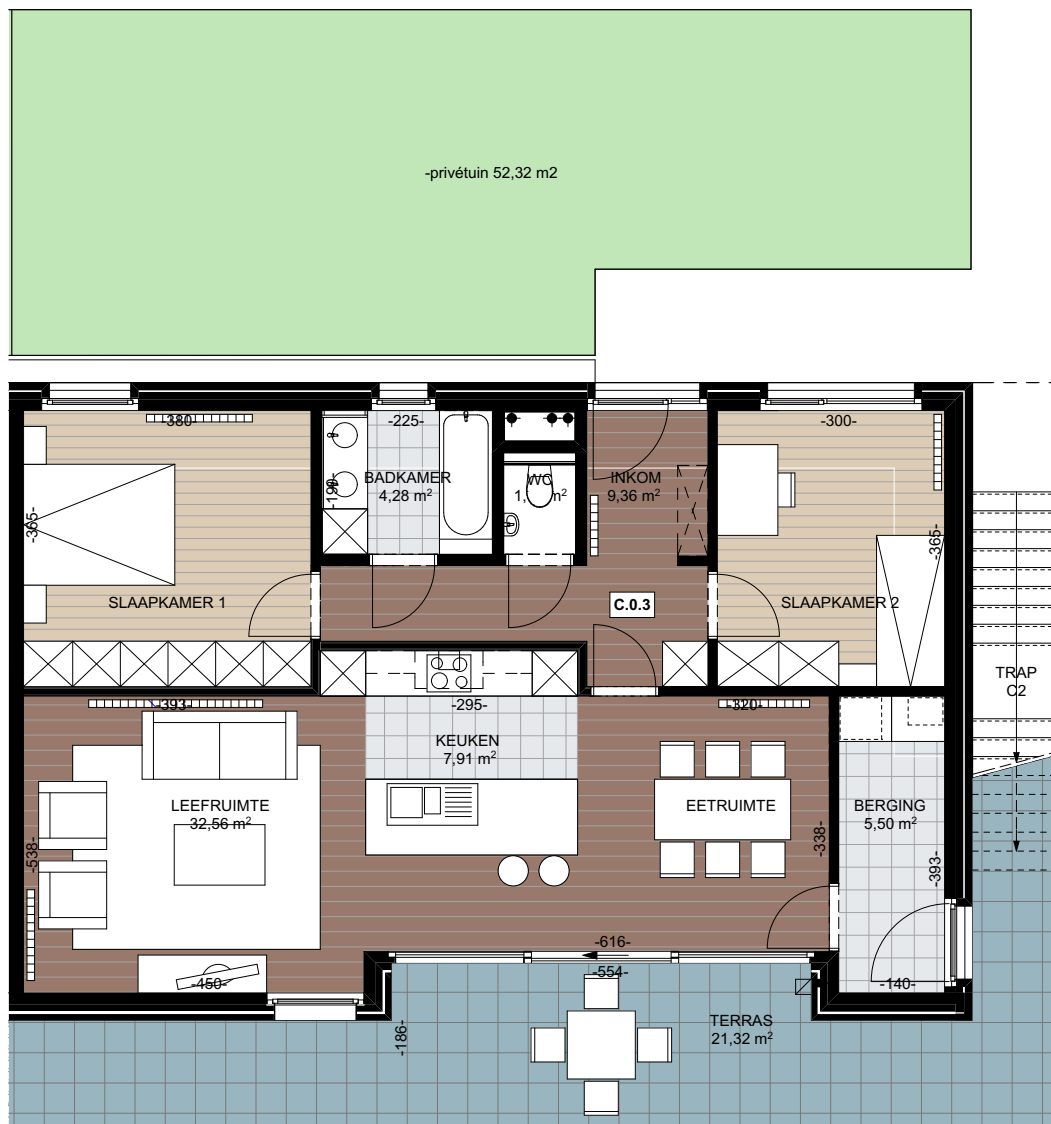 -privétuin 52,32 m2
-380-
-225-
-300-
BADKAMER
4,28 m²
-190-
WC
INKOM
9,36 m²
-365-
-365-
SLAAPKAMER 1
C.0.3
SLAAPKAMER 2
TRAP
C2
-393-
-295-
-320-
KEUKEN
7,91 m²
LEEFRUIMTE
32,56 m²
EETRUIMTE
BERGING
5,50 m²
-538-
-338-
-393-
-616-
-554-
-450-
-140-
-186-
TERRAS
21,32 m²